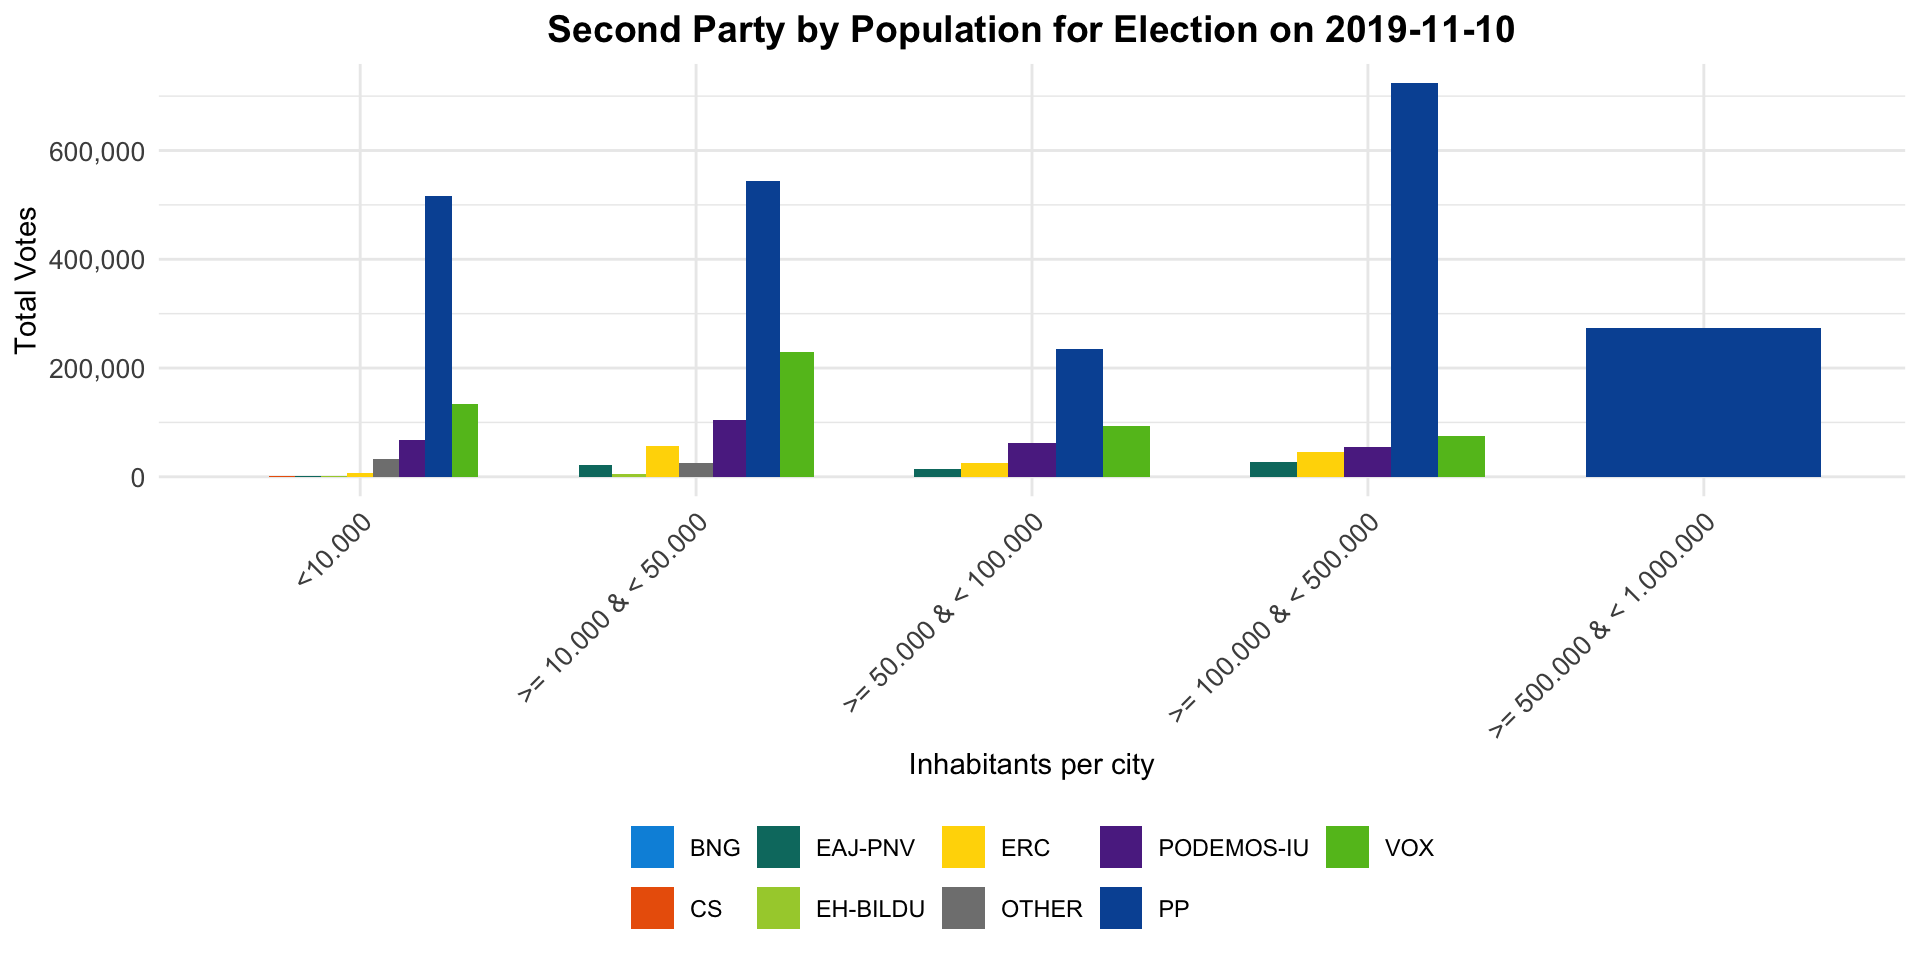 Second Party by Population for Election on 2019-11-10
Total Votes
600,000
400,000
200,000
0
<10.000
>= 10.000 & < 50.000
>= 50.000 & < 100.000
>= 100.000 & < 500.000
>= 500.000 & < 1.000.000
Inhabitants per city
BNG EAJ-PNV ERC PODEMOS-IU VOX
CS EH-BILDU OTHER PP